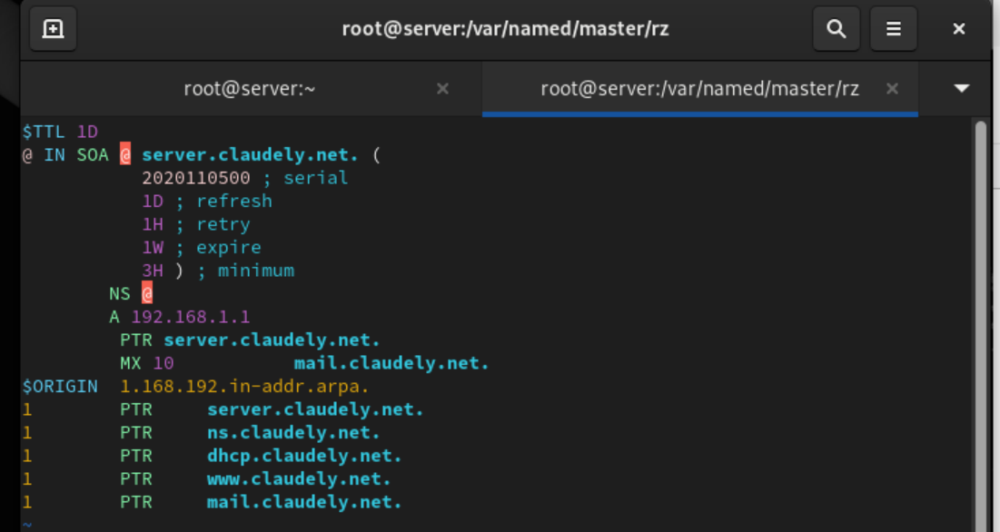 root@server:/var/named/master/rz
root@server:~ root@server:/var/named/master/rz
$TTL 1D
@ IN SOA @ server.claudely.net. (
2020110500 ; serial
1D ; refresh
1H ; retry
1W ; expire
3H ) ; minimum
NS @
A 192.168.1.1
PTR server.claudely.net.
MX 10 mail.claudely.net.
$ORIGIN 1.168.192.in-addr.arpa.
1 PTR server.claudely.net.
1 PTR ns.claudely.net.
1 PTR dhcp.claudely.net.
1 PTR www.claudely.net.
1 PTR mail.claudely.net.
~